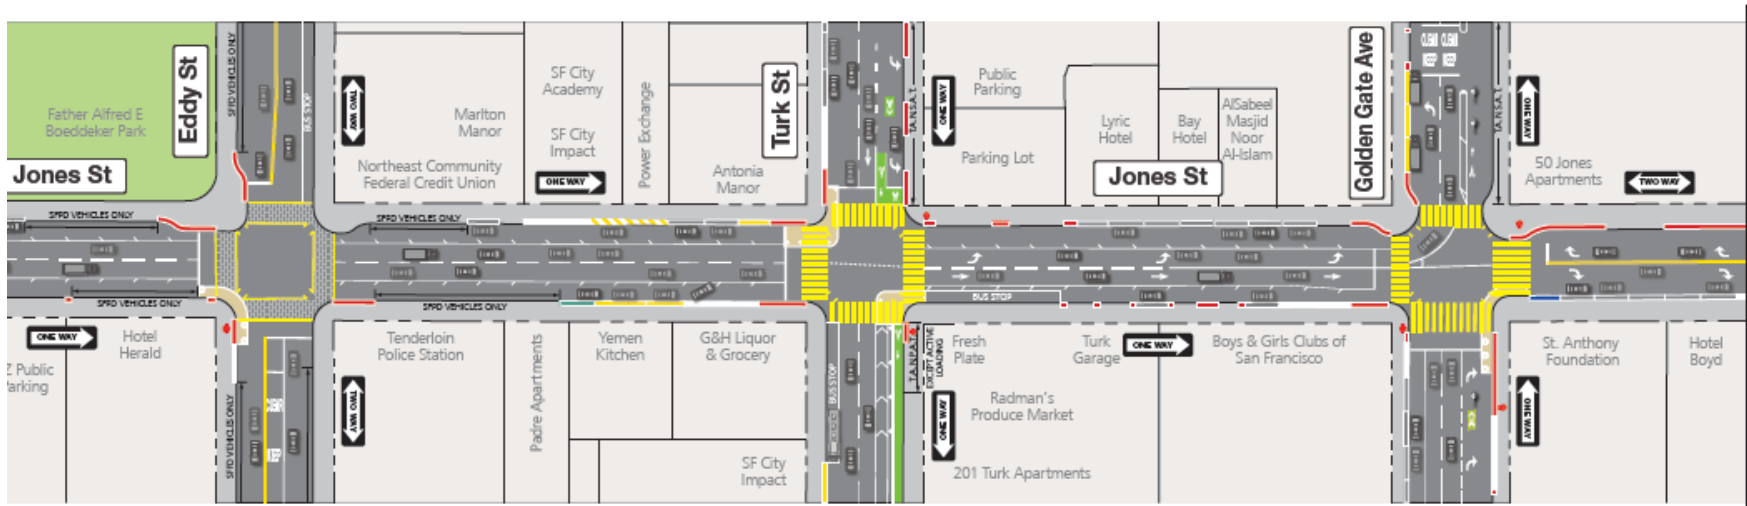 Father Alfred E
Boeddeker Park
Jones St
Eddy St
SFPD VEHICLES ONLY
BUS STOP
TWO WAY
Marlton
Manor
Northeast Community
Federal Credit Union
SF City
Academy
SF City
Impact
ONE WAY
Power Exchange
Antonia
Manor
Turk St
T.A.N.S.A.T.
ONE WAY
Public
Parking
Parking Lot
Lyric
Hotel
Bay
Hotel
AlSabeel
Masjid
Noor
Al-Islam
Jones St
Golden Gate Ave
T.A.N.S.A.T.
ONE WAY
50 Jones
Apartments
TWO WAY
SFPD VEHICLES ONLY
SFPD VEHICLES ONLY
SFPD VEHICLES ONLY
SFPD VEHICLES ONLY
BUS STOP
ONE WAY
Hotel
Herald
Z Public
Parking
SFPD VEHICLES ONLY
TWO WAY
Tenderloin
Police Station
Padre Apartments
Yemen
Kitchen
G&H Liquor
& Grocery
SF City
Impact
BUS STOP
T.A.N.P.A.T.
EXCEPT ACTIVE
LOADING
ONE WAY
Fresh
Plate
Turk
Garage
ONE WAY
Boys & Girls Clubs of
San Francisco
Radman's
Produce Market
201 Turk Apartments
ONE WAY
St. Anthony
Foundation
Hotel
Boyd